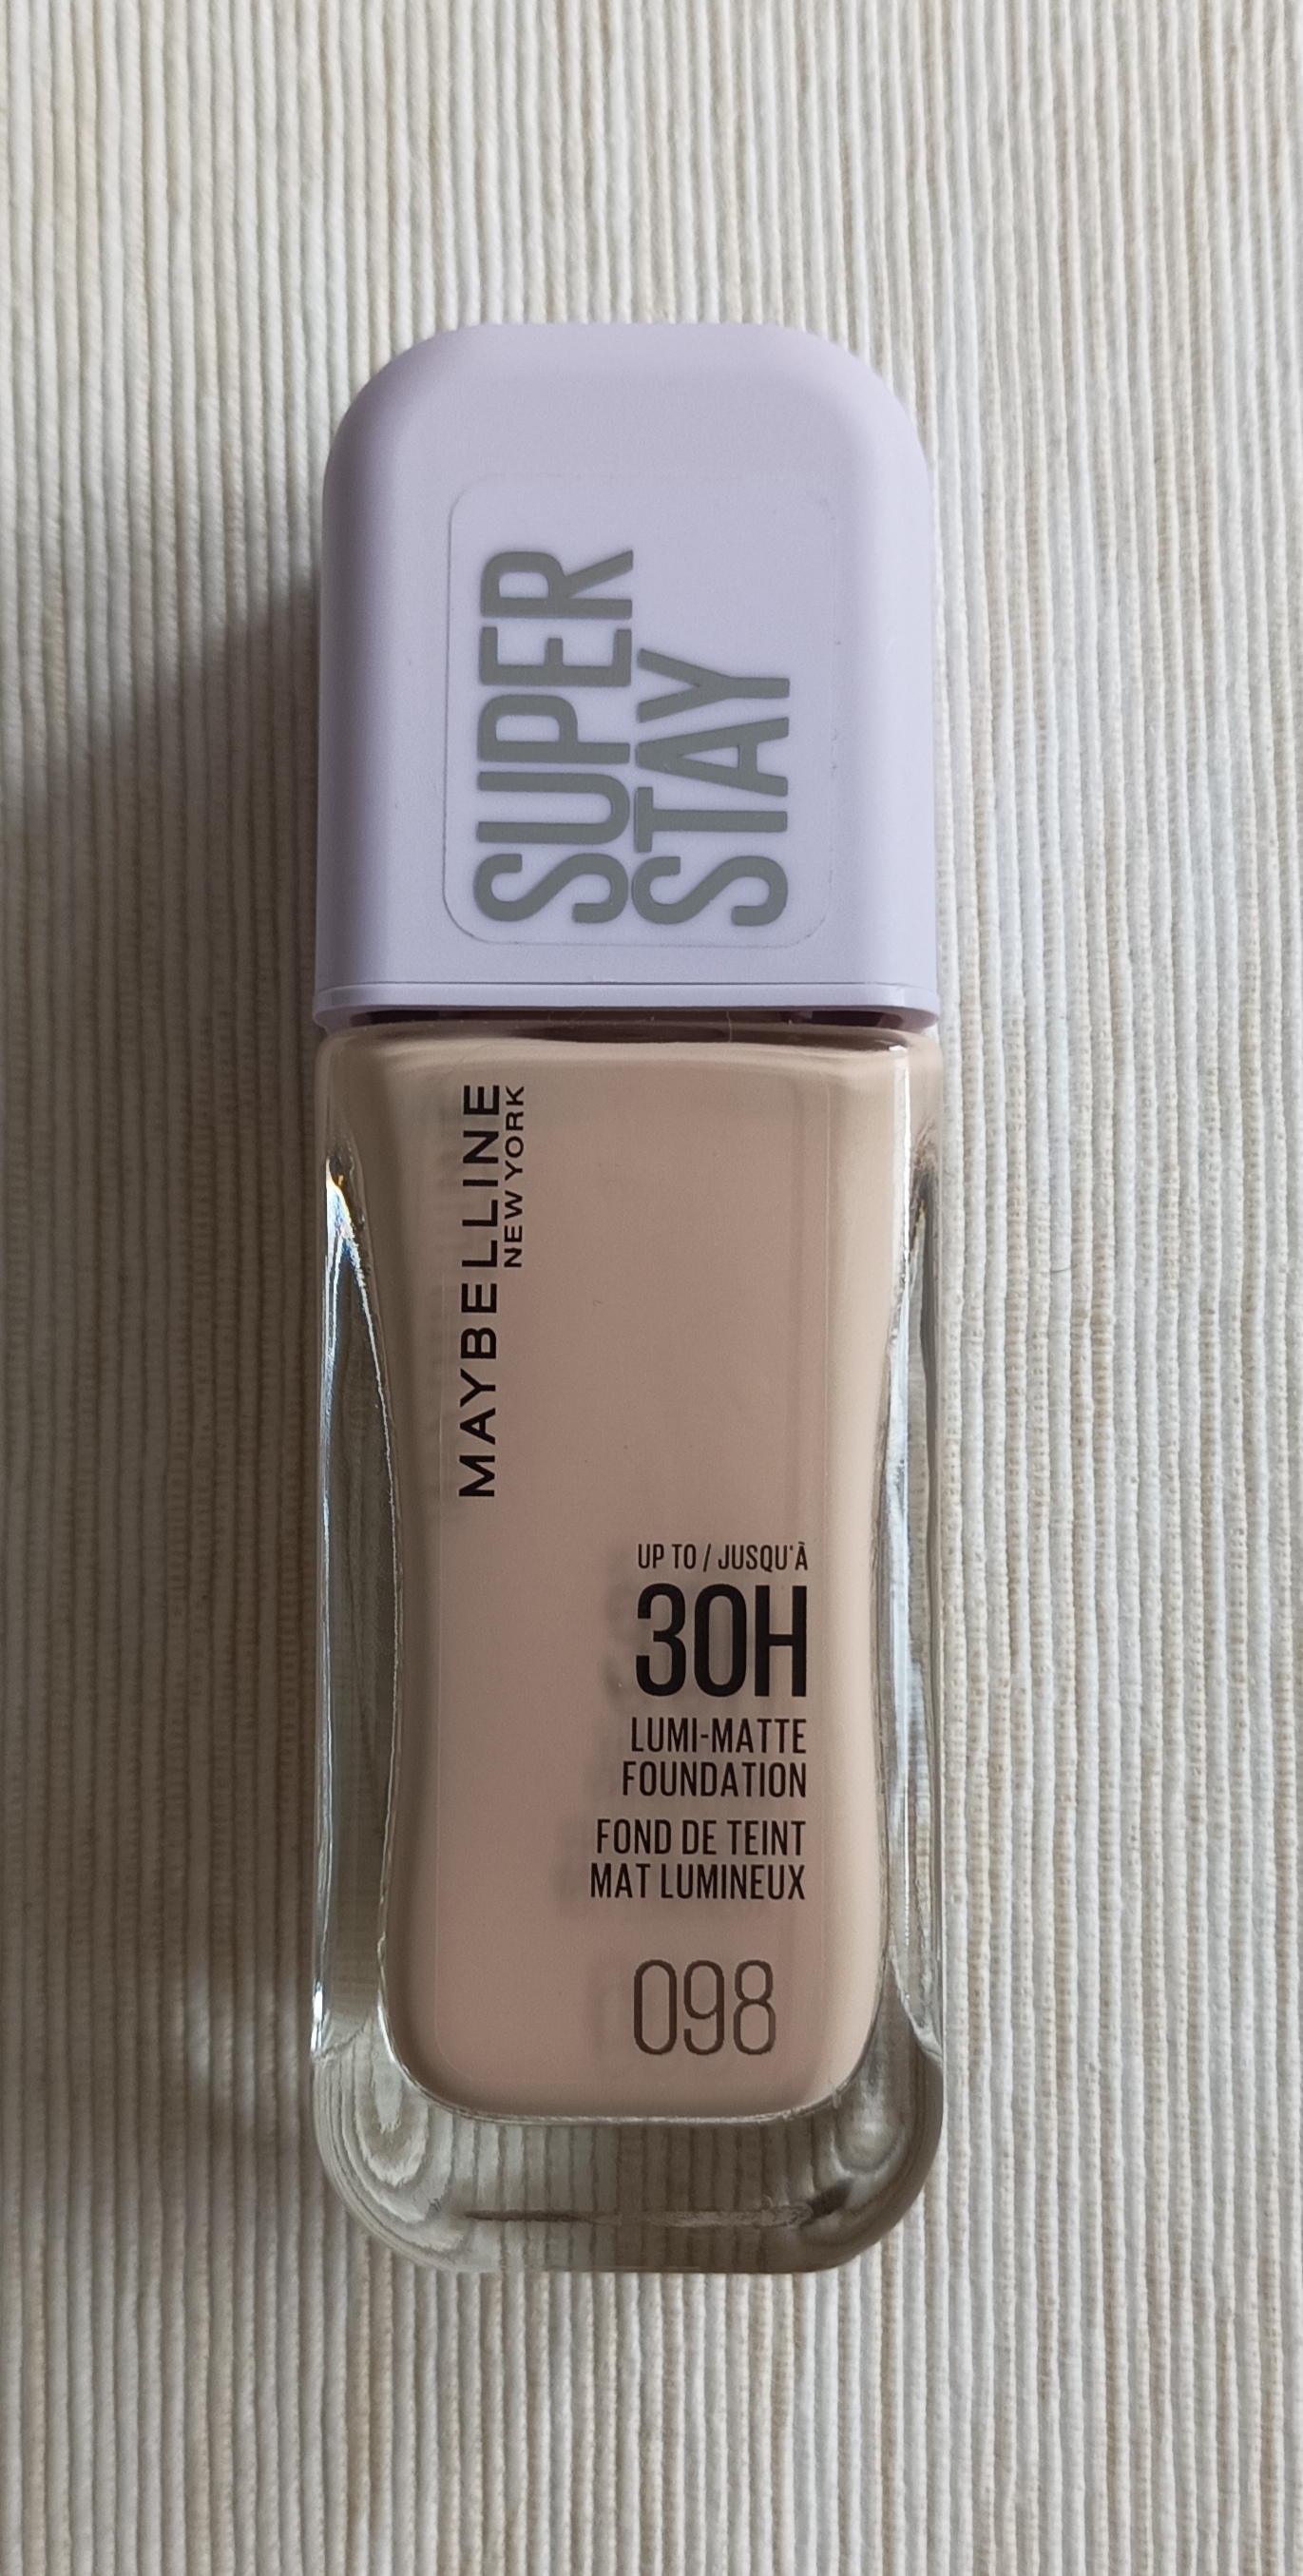 SUPER
STAY
MAYBELLINE
NEW YORK
UP TO / JUSQU'À
30H
LUMI-MATTE
FOUNDATION
FOND DE TEINT
MAT LUMINEUX
098